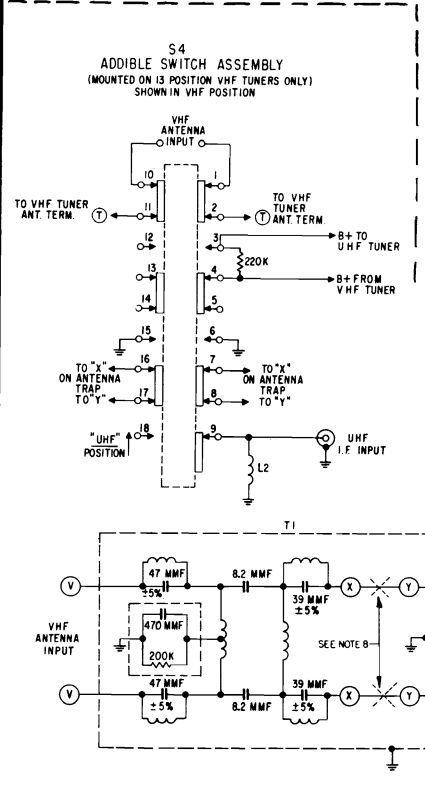 S4
ADDIBLE SWITCH ASSEMBLY
(MOUNTED ON 13 POSITION VHF TUNERS ONLY)
SHOWN IN VHF POSITION
VHF
ANTENNA
INPUT
10
1
TO VHF TUNER
ANT. TERM.
T
11
2
T
TO VHF
TUNER
ANT. TERM.
12
3
B+ TO
UHF TUNER
220K
13
4
B+ FROM
VHF TUNER
14
5
15
6
TO "X"
ON ANTENNA
TRAP
TO "Y"
16
17
7
8
TO "X"
ON ANTENNA
TRAP
TO "Y"
"UHF"
POSITION
18
9
UHF
I.F. INPUT
L2
T1
V
47 MMF
±5%
8.2 MMF
39 MMF
±5%
X
Y
VHF
ANTENNA
INPUT
470 MMF
200K
SEE NOTE 8
V
47 MMF
±5%
8.2 MMF
39 MMF
±5%
X
Y